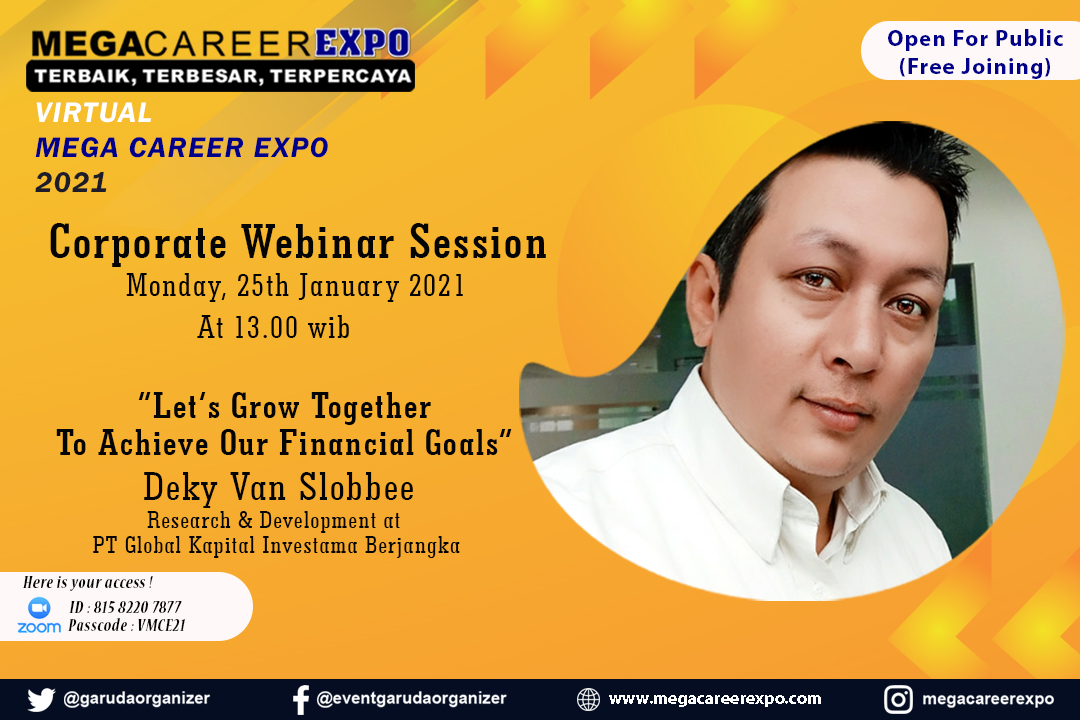 MEGACAREEREXPO
TERBAIK, TERBESAR, TERPERCAYA
VIRTUAL
MEGA CAREER EXPO
2021
Open For Public
(Free Joining)
Corporate Webinar Session
Monday, 25th January 2021
At 13.00 wib
"Let's Grow Together
To Achieve Our Financial Goals"
Deky Van Slobbee
Research & Development at
PT Global Kapital Investama Berjangka
Here is your access !
ID : 815 8220 7877
zoom Passcode : VMCE21
@garudaorganizer @eventgarudaorganizer www.megacareerexpo.com megacareerexpo